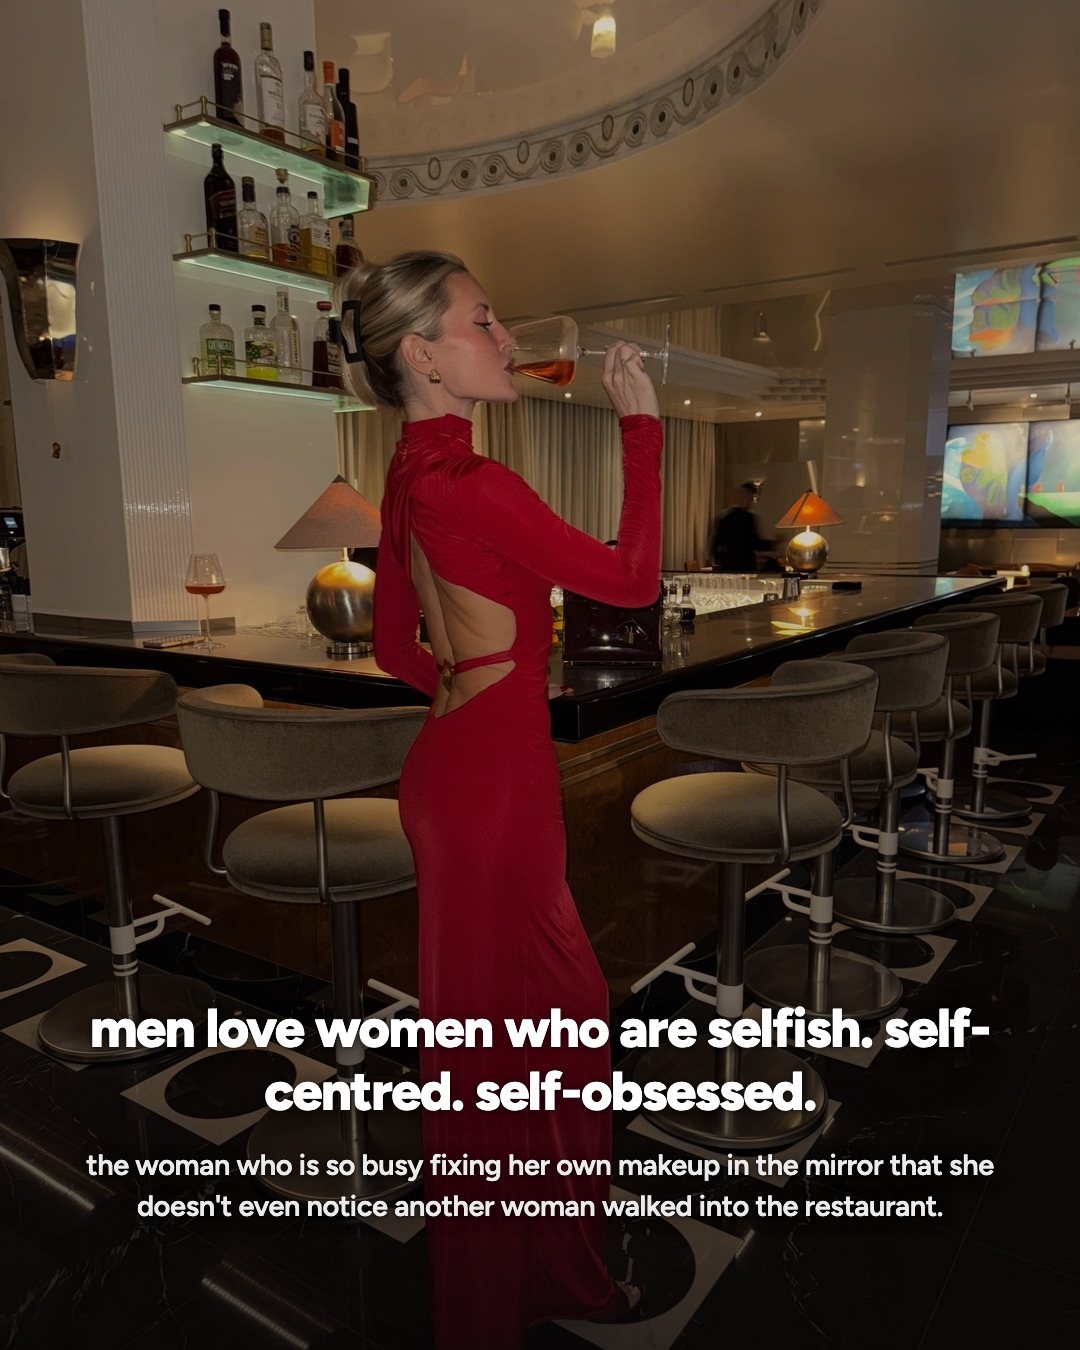 men love women who are selfish. self-
centred. self-obsessed.
the woman who is so busy fixing her own makeup in the mirror that she
doesn't even notice another woman walked into the restaurant.